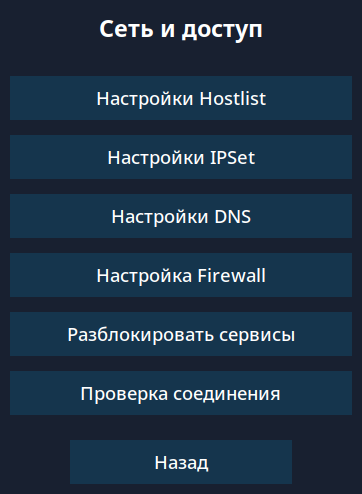 Сеть и доступ
Настройки Hostlist
Настройки IPSet
Настройки DNS
Настройка Firewall
Разблокировать сервисы
Проверка соединения
Назад